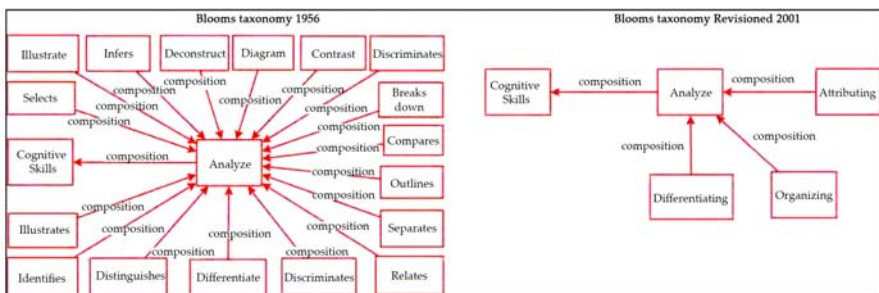 Blooms taxonomy 1956
Illustrate
Infers
Deconstruct
Diagram
Contrast
Discriminates
composition
composition
composition
composition
composition
composition
Selects
composition
Breaks
down
composition
Compares
composition
Cognitive
Skills
composition
Analyze
Outlines
composition
Illustrates
composition
Separates
composition
Identifies
composition
Distinguishes
composition
Differentiate
composition
Discriminates
composition
Relates
composition
Blooms taxonomy Revisioned 2001
Cognitive
Skills
composition
Analyze
composition
Attributing
composition
composition
Differentiating
Organizing